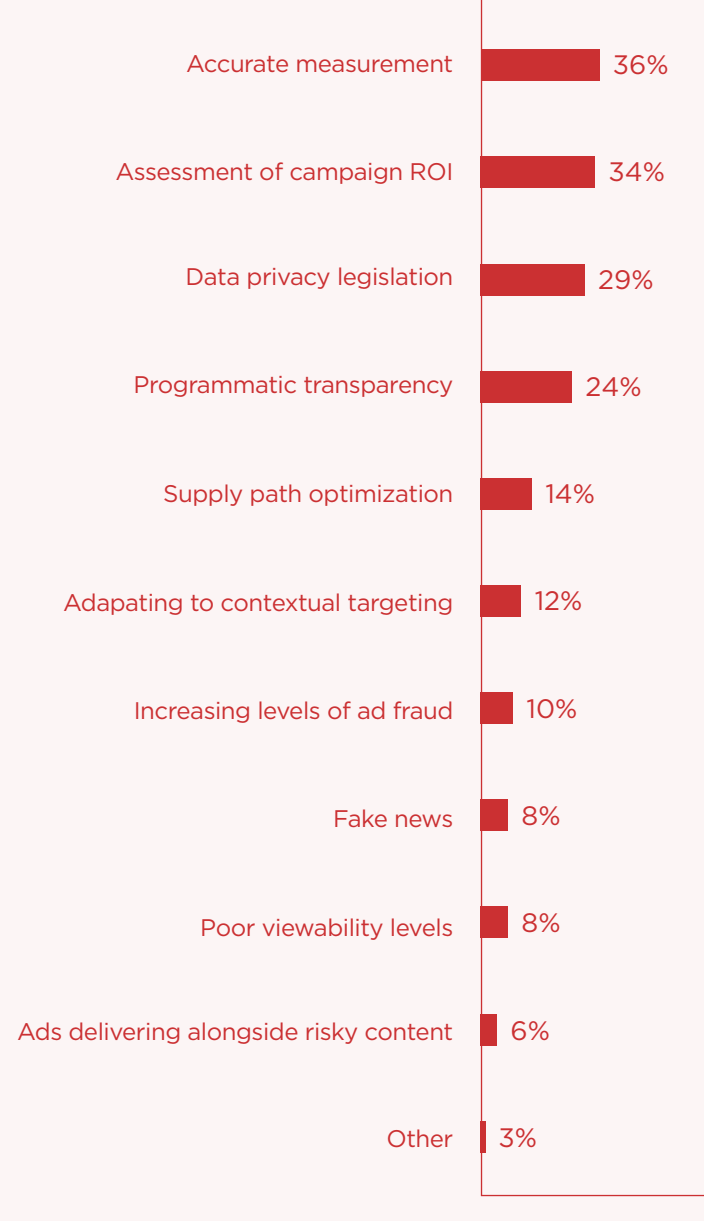 Accurate measurement 36%
Assessment of campaign ROI 34%
Data privacy legislation 29%
Programmatic transparency 24%
Supply path optimization 14%
Adapating to contextual targeting 12%
Increasing levels of ad fraud 10%
Fake news 8%
Poor viewability levels 8%
Ads delivering alongside risky content 6%
Other 3%